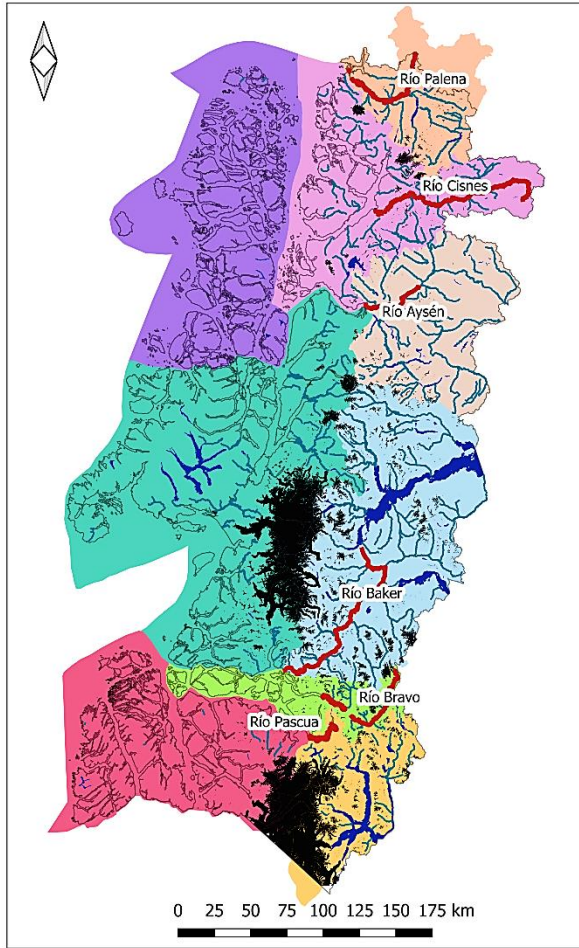 Río Palena
Río Cisnes
Río Aysén
Río Baker
Río Bravo
Río Pascua
0 25 50 75 100 125 150 175 km